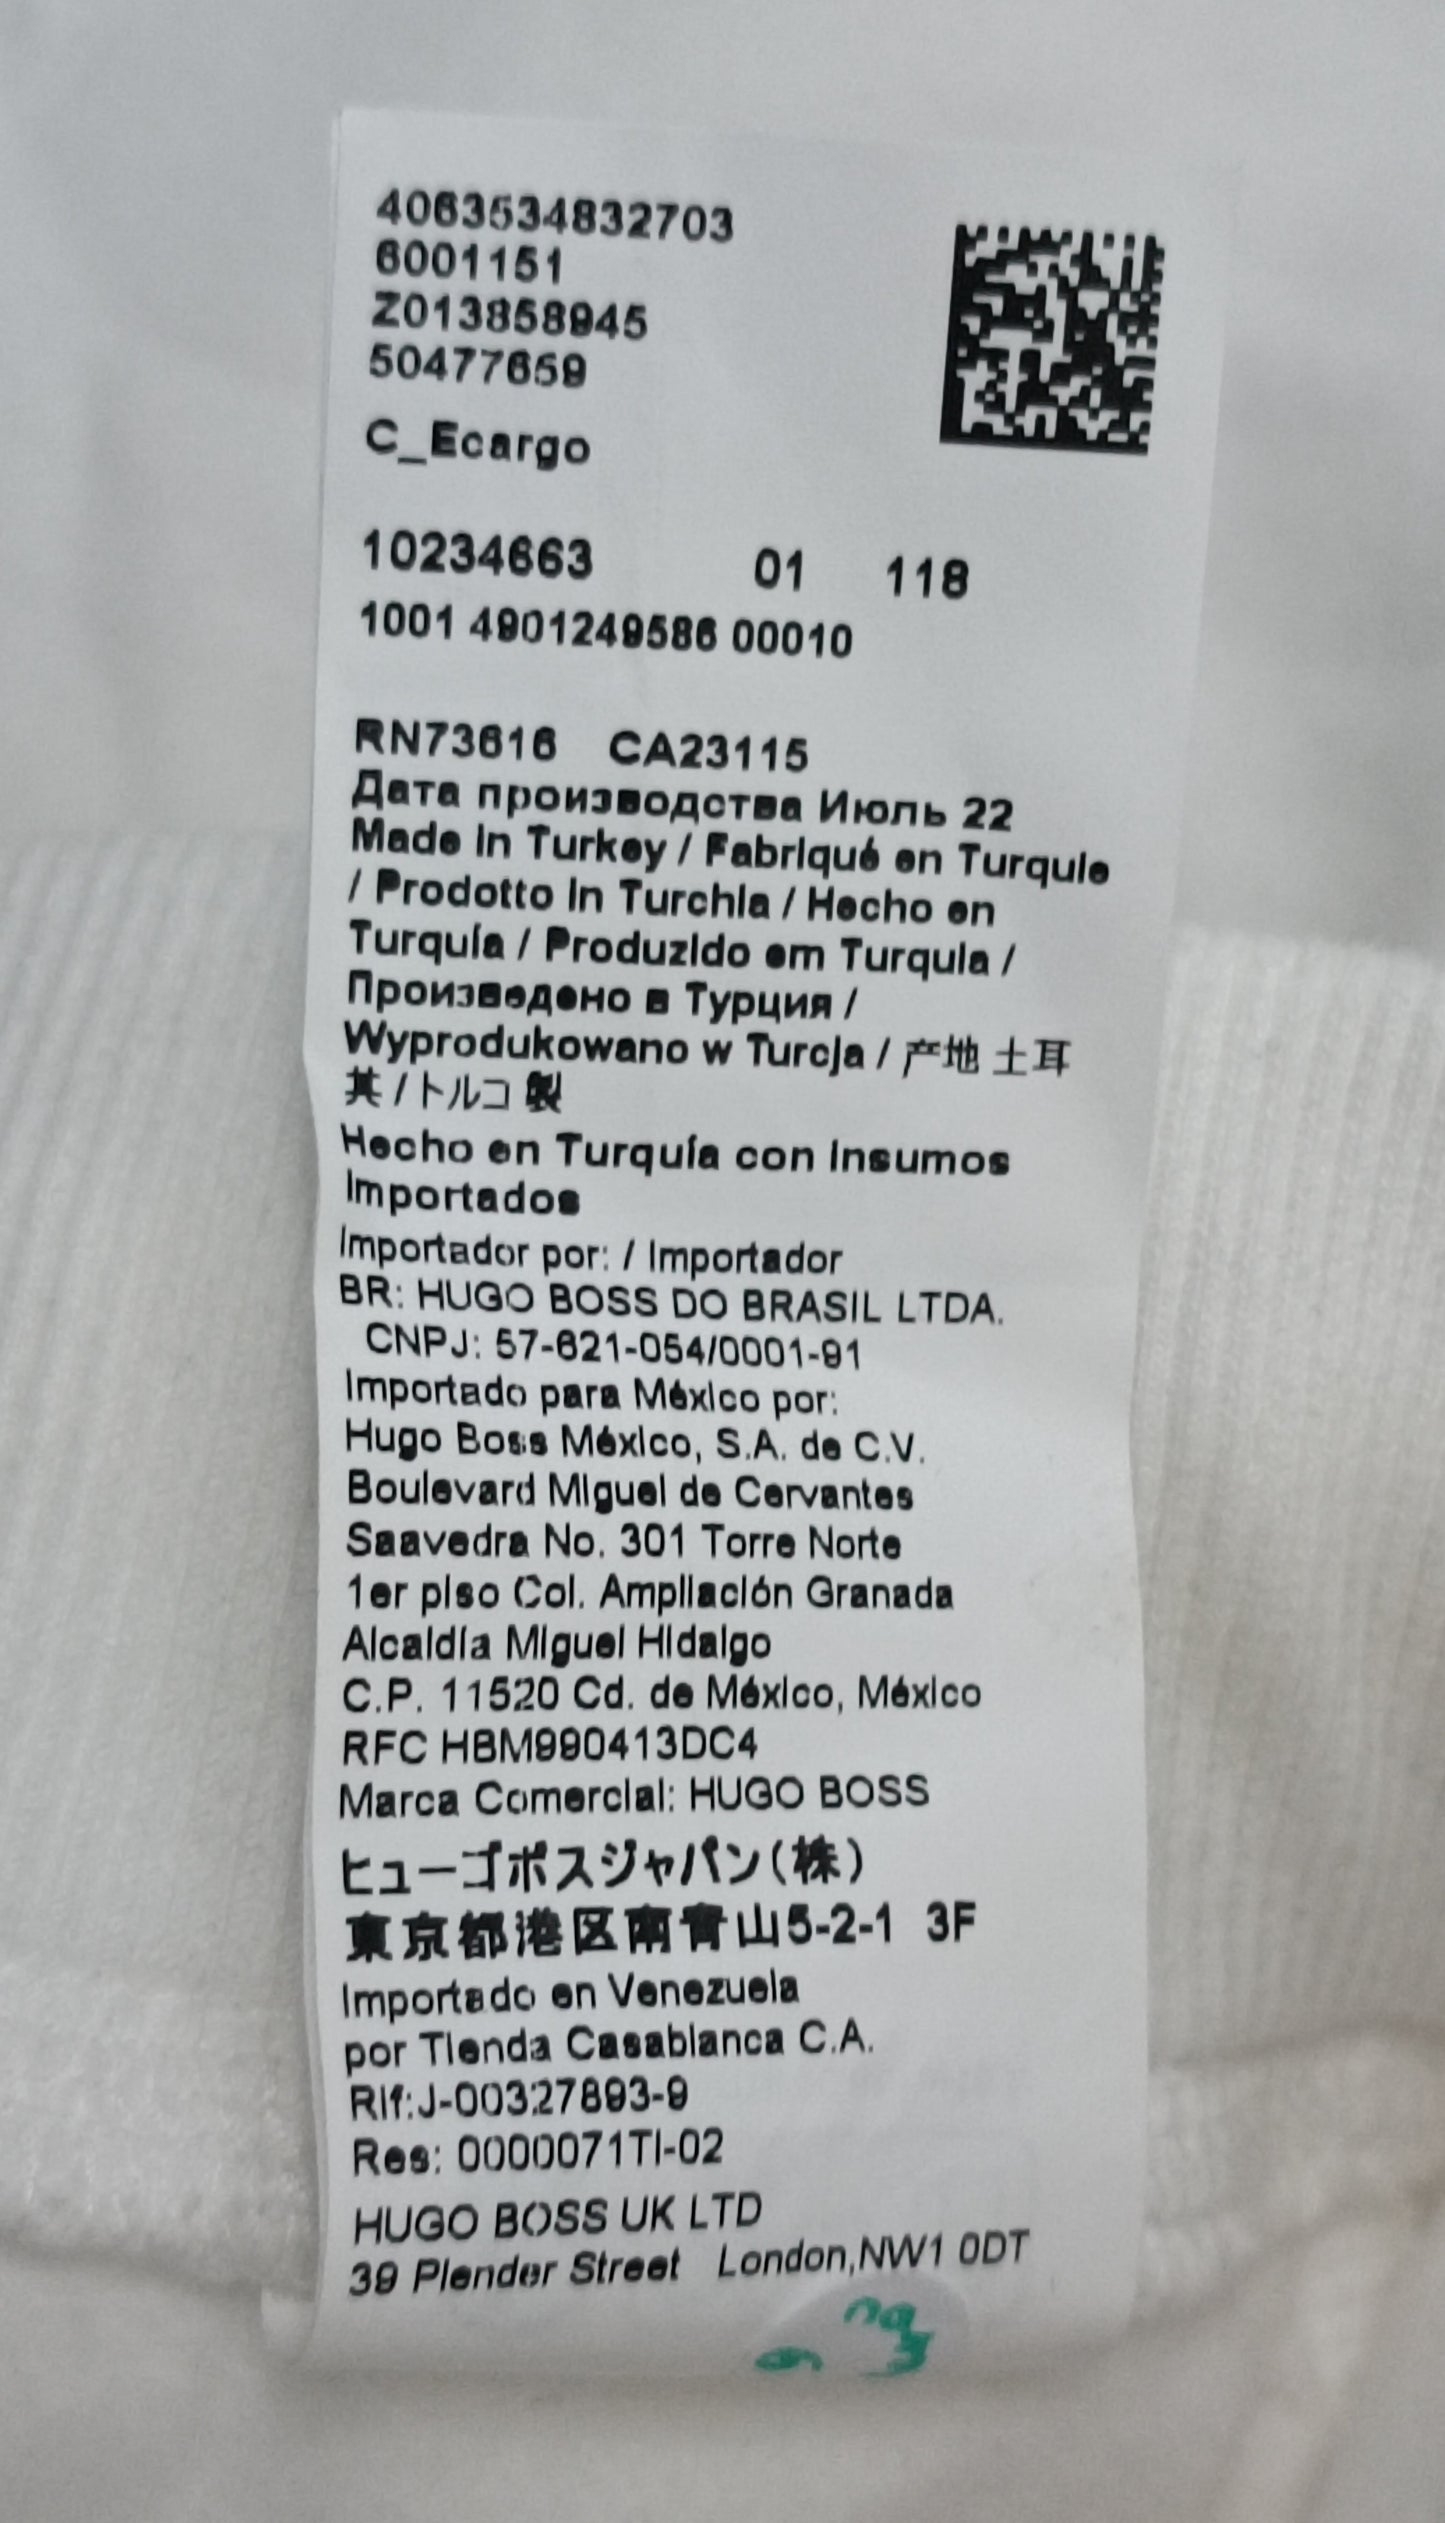 4063534832703
6001151
Z013858945
50477659
C_Ecargo
10234663 01 118
1001 4901249586 00010
RN73616 CA23115
Дата производства Июль 22
Made in Turkey / Fabriqué en Turquie
/ Prodotto in Turchia / Hecho en
Turquía / Produzido em Turquia /
Произведено в Турция /
Wyprodukowano w Turcja / 产地 土耳
其 / トルコ 製
Hecho en Turquía con Insumos
Importados
Importador por: / Importador
BR: HUGO BOSS DO BRASIL LTDA.
CNPJ: 57-621-054/0001-91
Importado para México por:
Hugo Boss México, S.A. de C.V.
Boulevard Miguel de Cervantes
Saavedra No. 301 Torre Norte
1er piso Col. Ampliación Granada
Alcaldía Miguel Hidalgo
C.P. 11520 Cd. de México, México
RFC HBM990413DC4
Marca Comercial: HUGO BOSS
ヒューゴボスジャパン(株)
東京都港区南青山5-2-1 3F
Importado en Venezuela
por Tienda Casablanca C.A.
Rif:J-00327893-9
Res: 0000071TI-02
HUGO BOSS UK LTD
39 Plender Street London,NW1 0DT